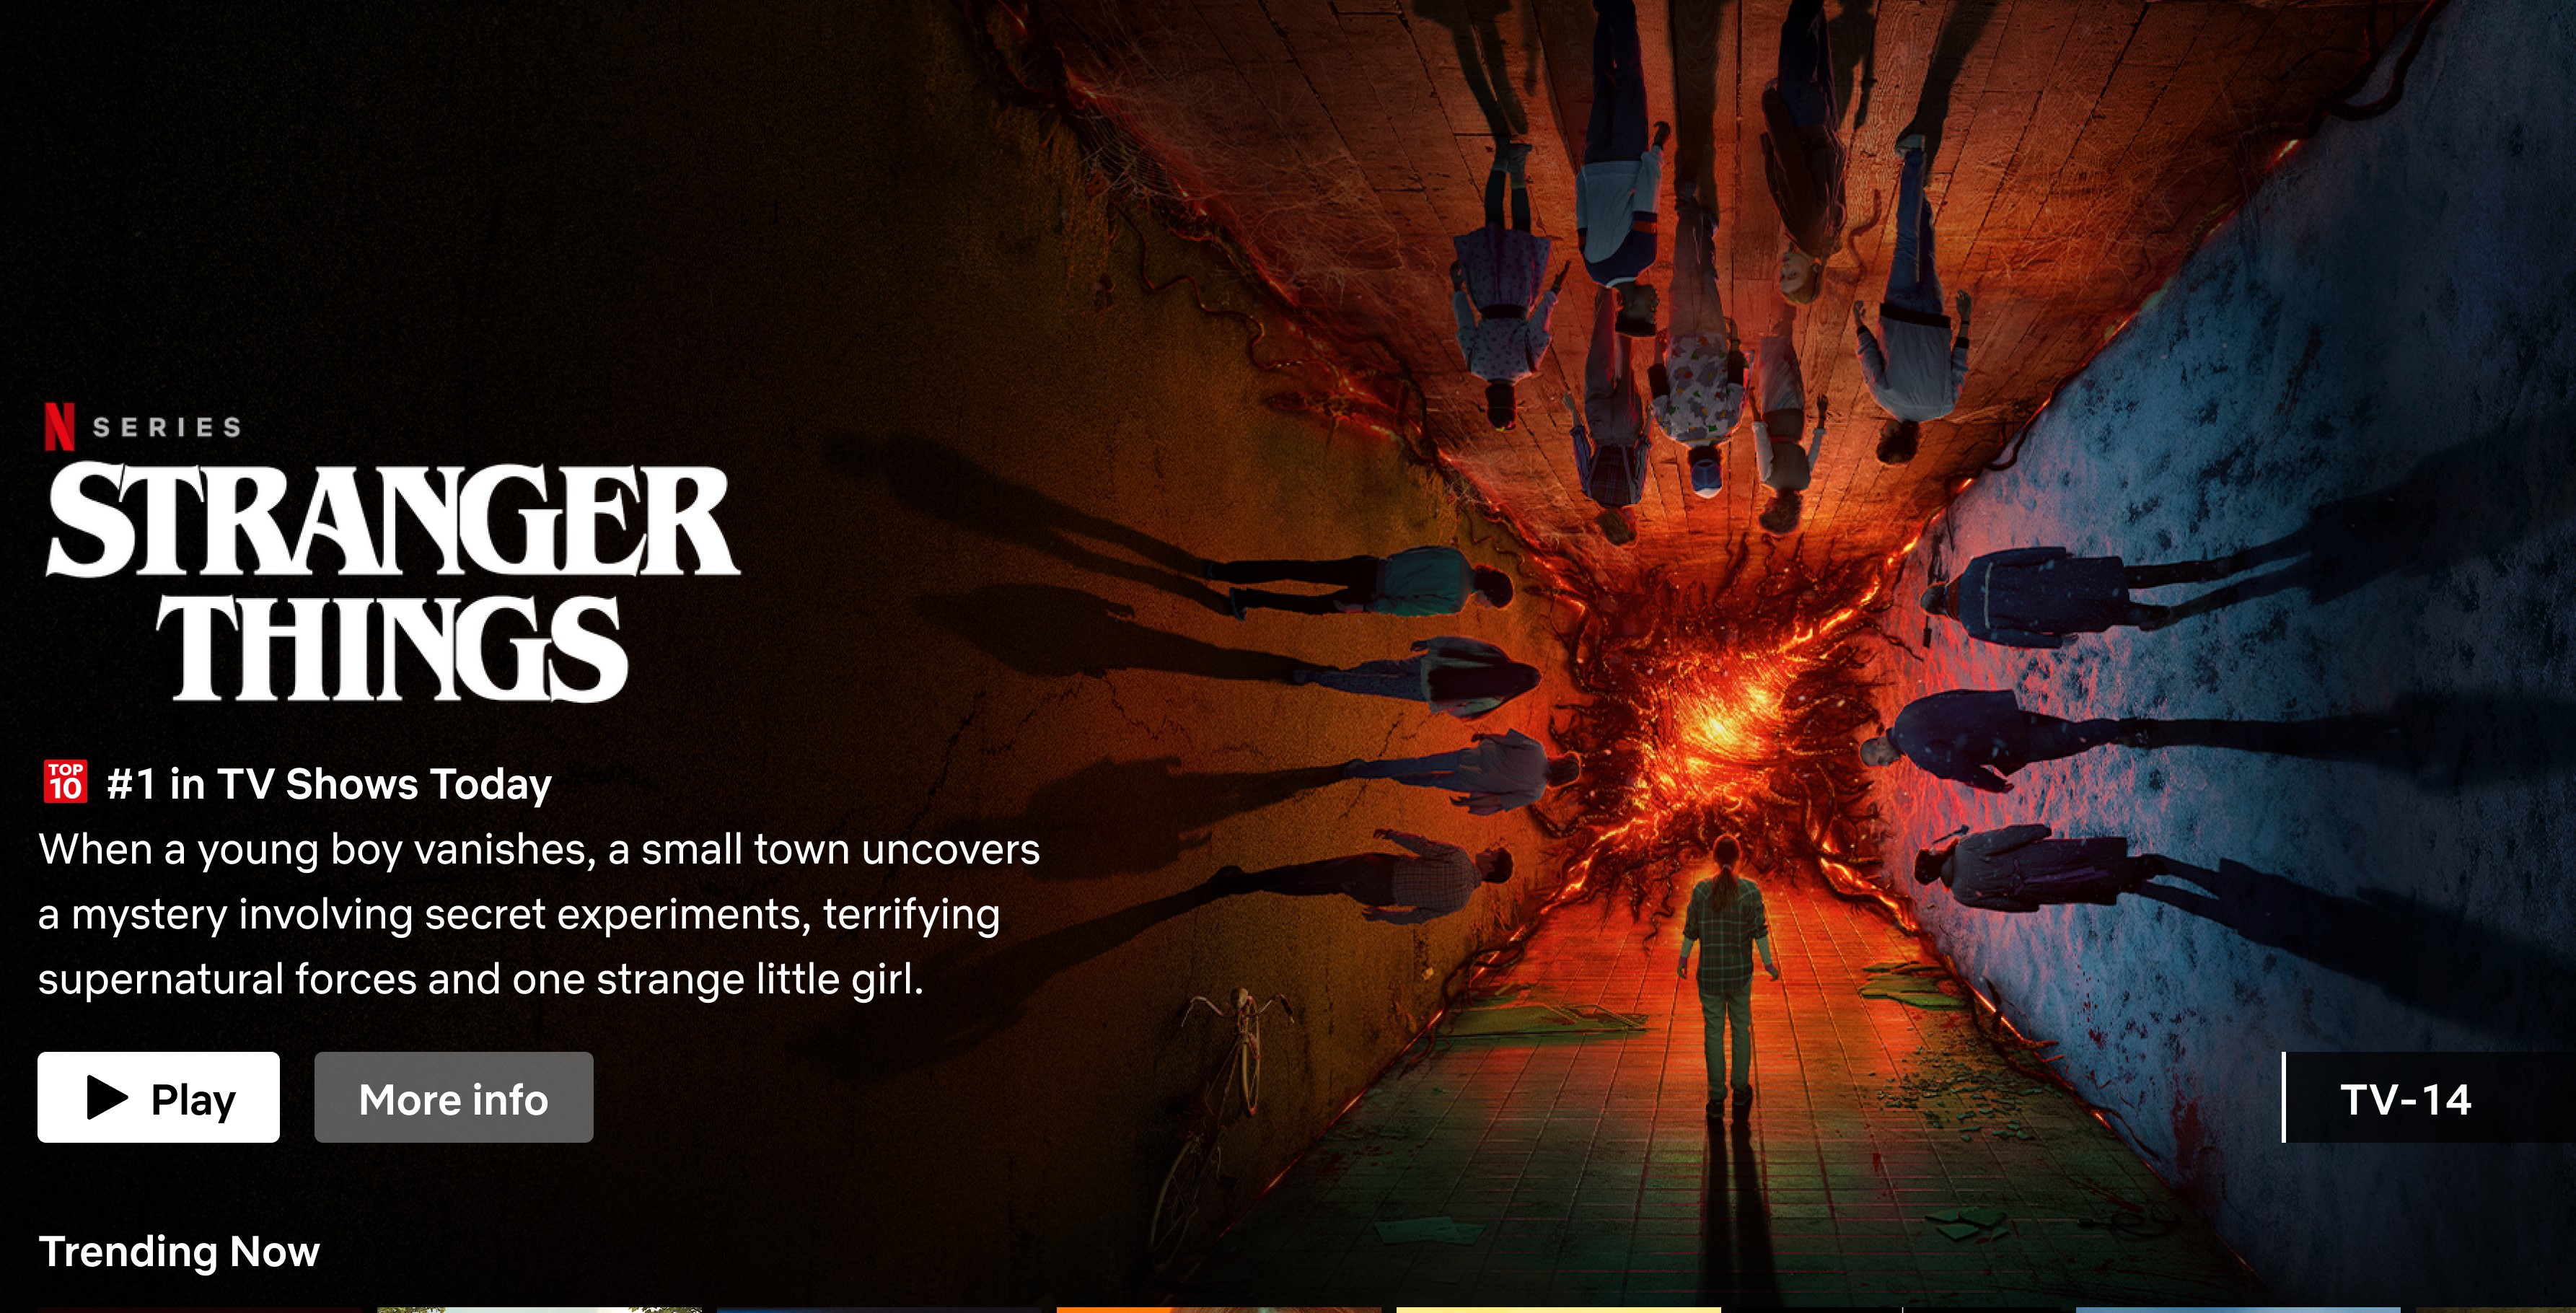 N SERIES
STRANGER
THINGS
TOP
10
#1 in TV Shows Today
When a young boy vanishes, a small town uncovers
a mystery involving secret experiments, terrifying
supernatural forces and one strange little girl.
Play
More info
TV-14
Trending Now